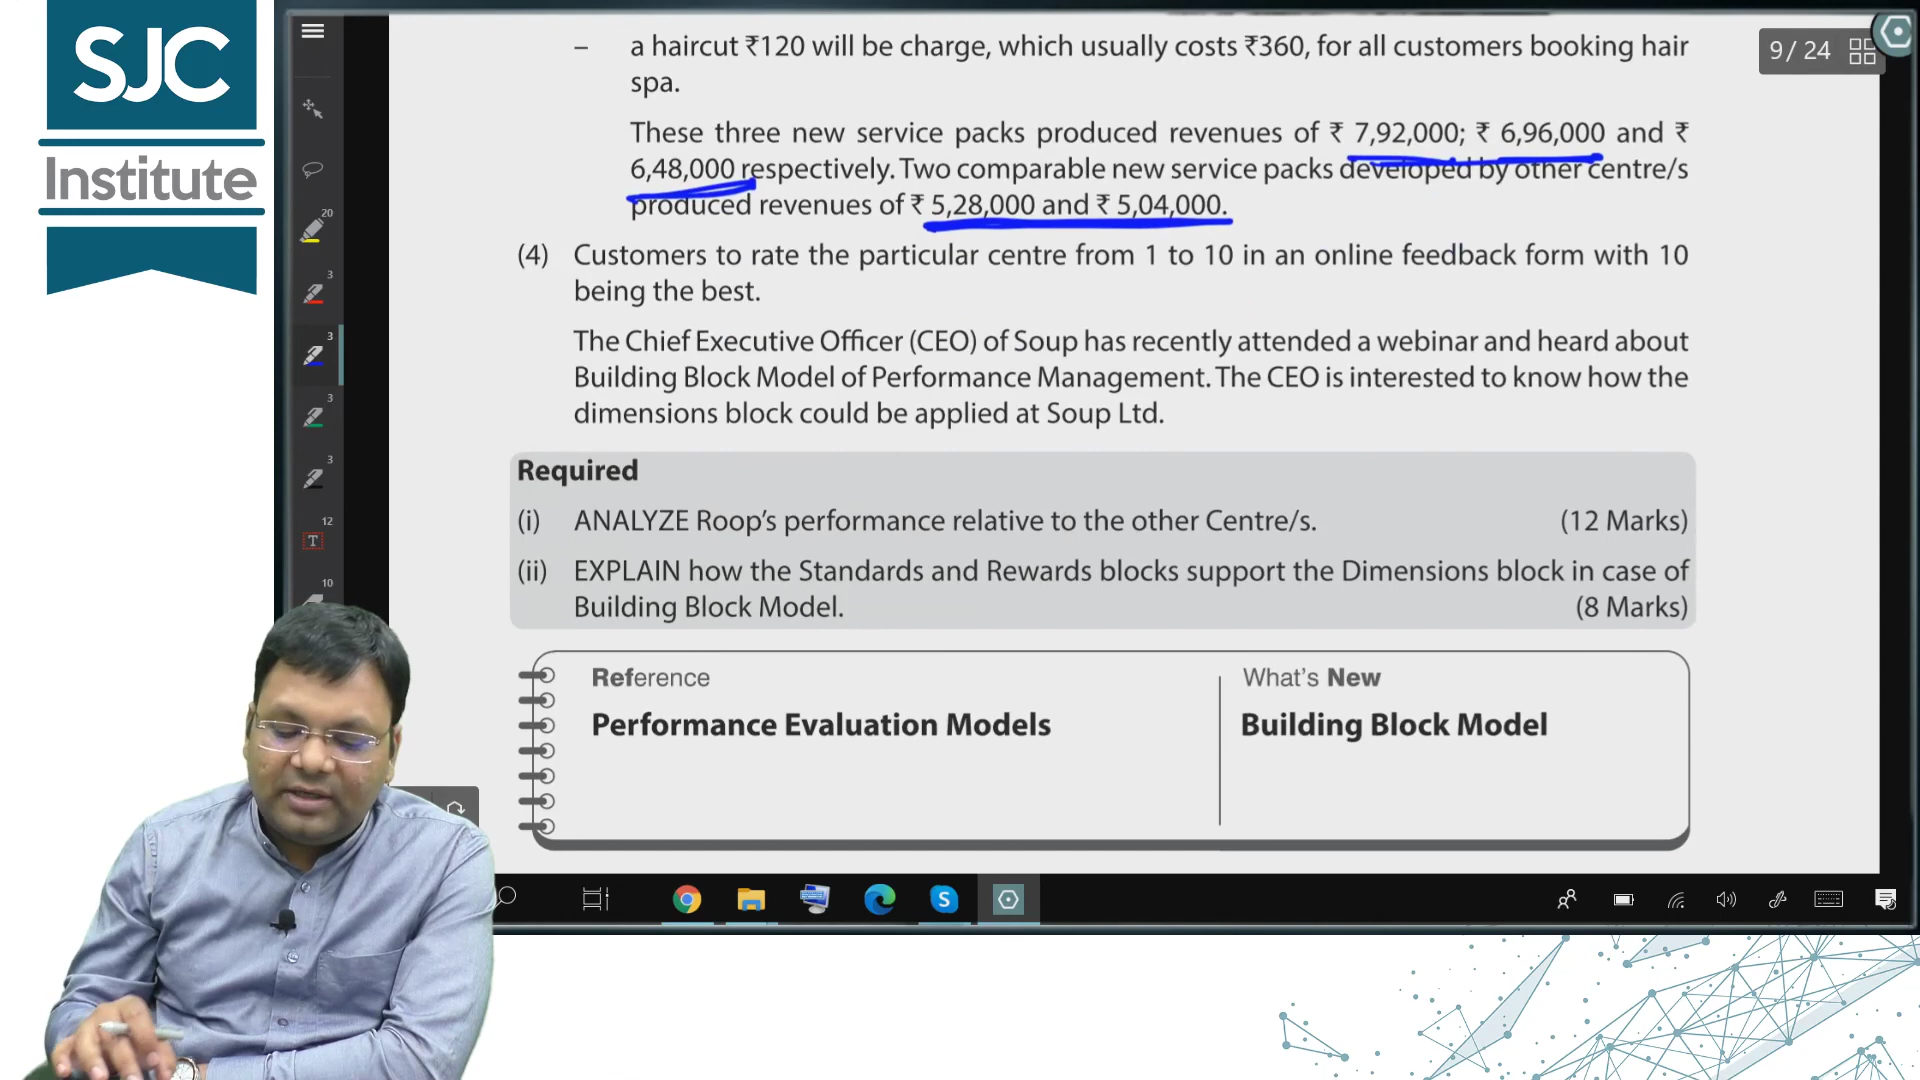 SJC
Institute
9 / 24
– a haircut ₹120 will be charge, which usually costs ₹360, for all customers booking hair
spa.
These three new service packs produced revenues of ₹ 7,92,000; ₹ 6,96,000 and ₹
6,48,000 respectively. Two comparable new service packs developed by other centre/s
produced revenues of ₹ 5,28,000 and ₹ 5,04,000.
(4) Customers to rate the particular centre from 1 to 10 in an online feedback form with 10
being the best.
The Chief Executive Officer (CEO) of Soup has recently attended a webinar and heard about
Building Block Model of Performance Management. The CEO is interested to know how the
dimensions block could be applied at Soup Ltd.
Required
(i) ANALYZE Roop's performance relative to the other Centre/s. (12 Marks)
(ii) EXPLAIN how the Standards and Rewards blocks support the Dimensions block in case of
Building Block Model. (8 Marks)
Reference
Performance Evaluation Models
What's New
Building Block Model
20
3
3
3
3
12
T
10
S